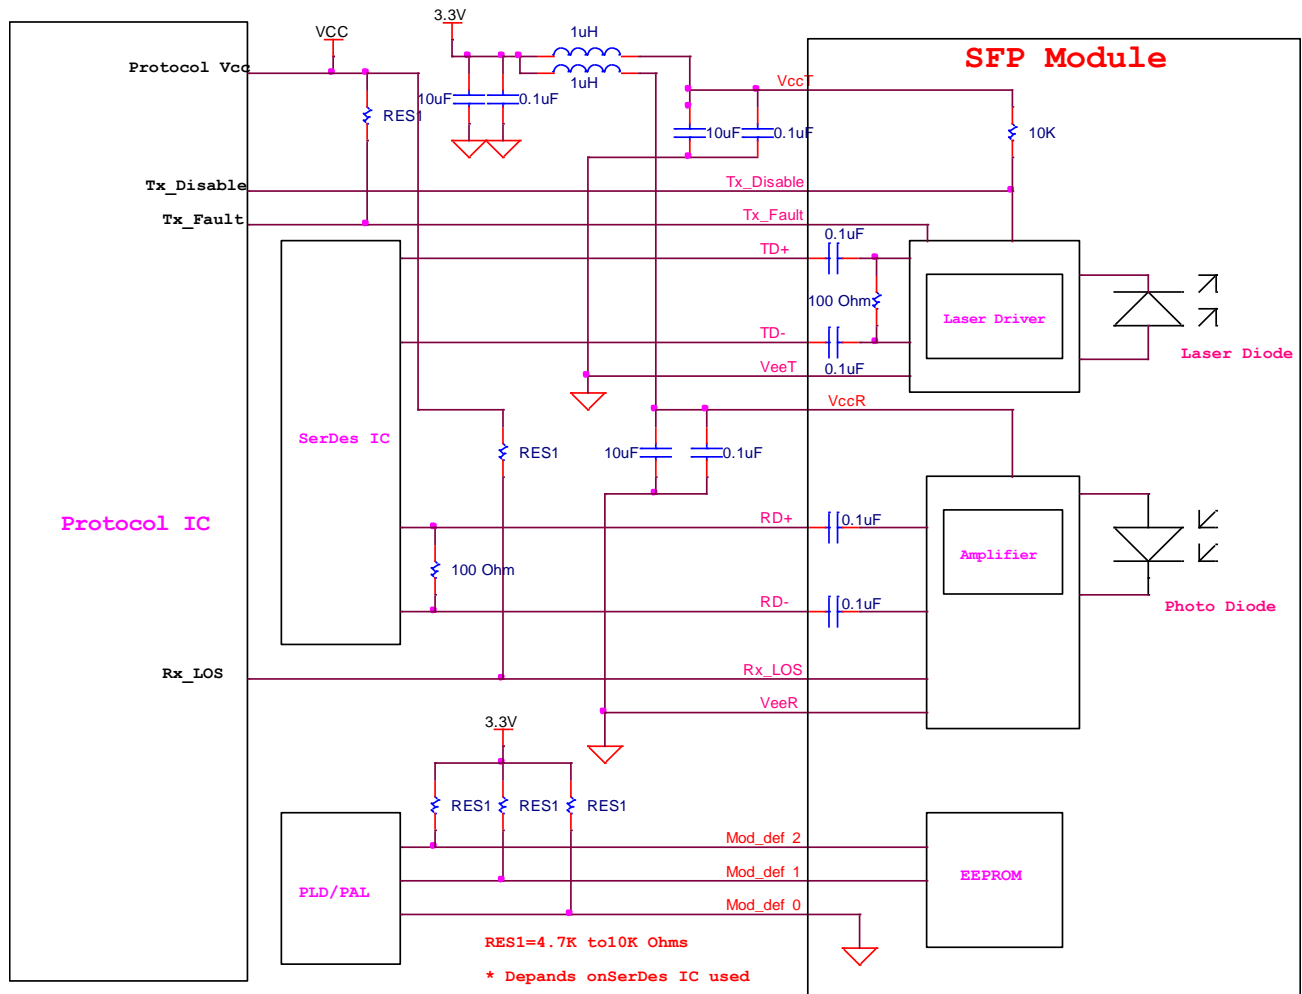 3.3V
VCC
1uH
SFP Module
Protocol Vcc
1uH
VccT
10uF
0.1uF
RES1
10uF
0.1uF
10K
Tx_Disable
Tx_Disable
Tx_Fault
Tx_Fault
0.1uF
TD+
100 Ohm
Laser Driver
TD-
Laser Diode
VeeT
0.1uF
VccR
SerDes IC
RES1
10uF
0.1uF
Protocol IC
RD+
0.1uF
Amplifier
100 Ohm
RD-
0.1uF
Photo Diode
Rx_LOS
Rx_LOS
VeeR
3.3V
RES1
RES1
RES1
Mod_def 2
PLD/PAL
Mod_def 1
EEPROM
Mod_def 0
RES1=4.7K to10K Ohms
* Depands onSerDes IC used